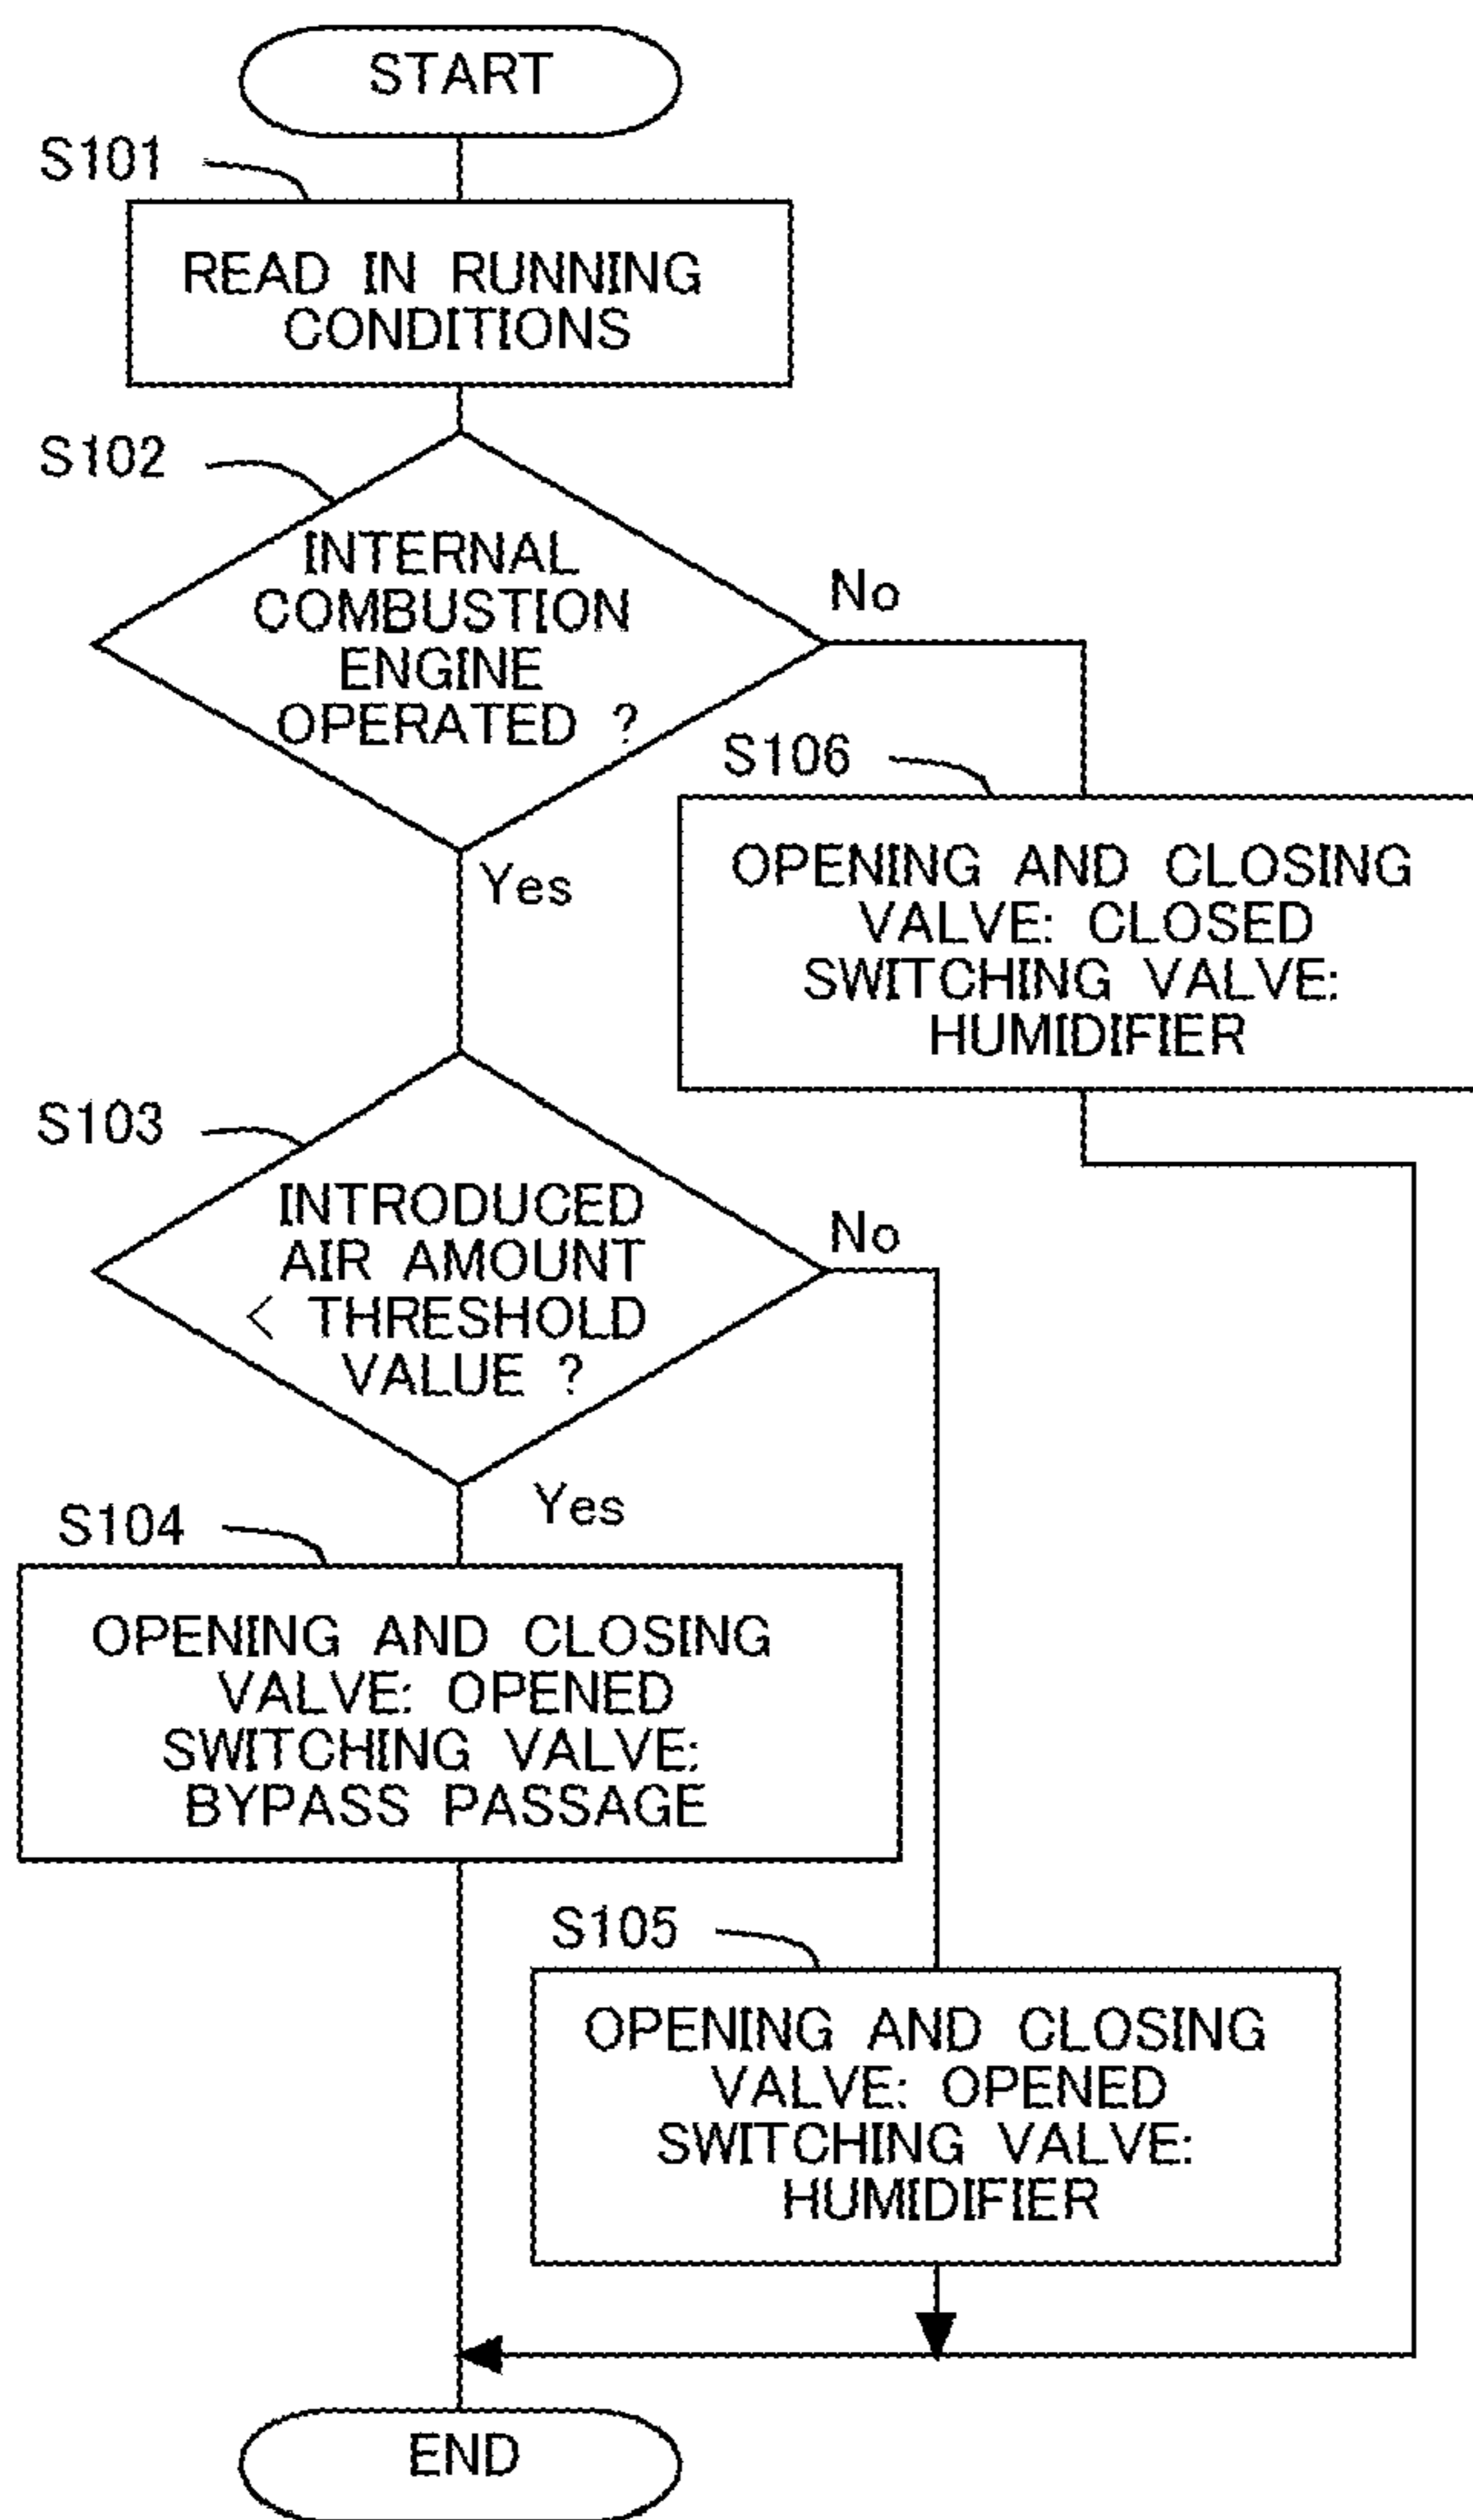 START
S101
READ IN RUNNING
CONDITIONS
S102
INTERNAL
COMBUSTION
ENGINE
OPERATED ?
No
Yes
S106
OPENING AND CLOSING
VALVE: CLOSED
SWITCHING VALVE:
HUMIDIFIER
S103
INTRODUCED
AIR AMOUNT
< THRESHOLD
VALUE ?
No
Yes
S104
OPENING AND CLOSING
VALVE: OPENED
SWITCHING VALVE:
BYPASS PASSAGE
S105
OPENING AND CLOSING
VALVE: OPENED
SWITCHING VALVE:
HUMIDIFIER
END